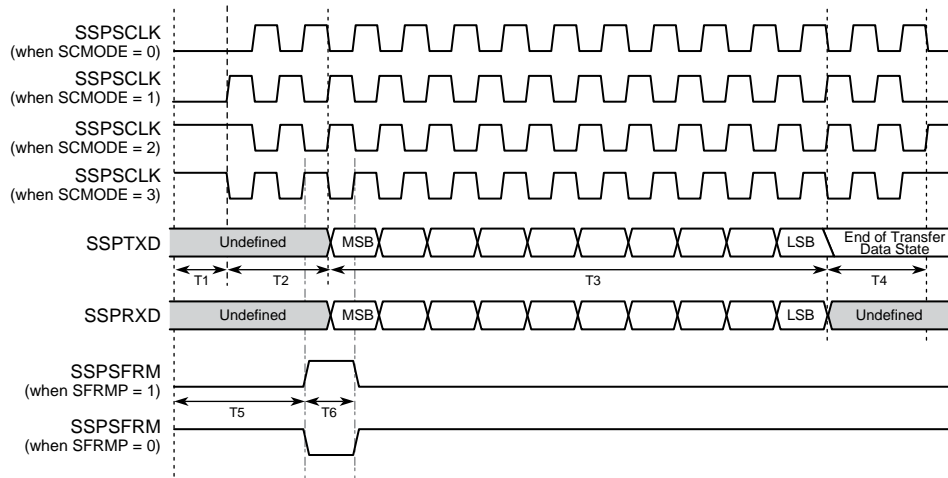 SSPSCLK
(when SCMODE = 0)
SSPSCLK
(when SCMODE = 1)
SSPSCLK
(when SCMODE = 2)
SSPSCLK
(when SCMODE = 3)
SSPTXD
Undefined
MSB
LSB
End of Transfer
Data State
T1
T2
T3
T4
SSPRXD
Undefined
MSB
LSB
Undefined
SSPSFRM
(when SFRMP = 1)
T5
T6
SSPSFRM
(when SFRMP = 0)